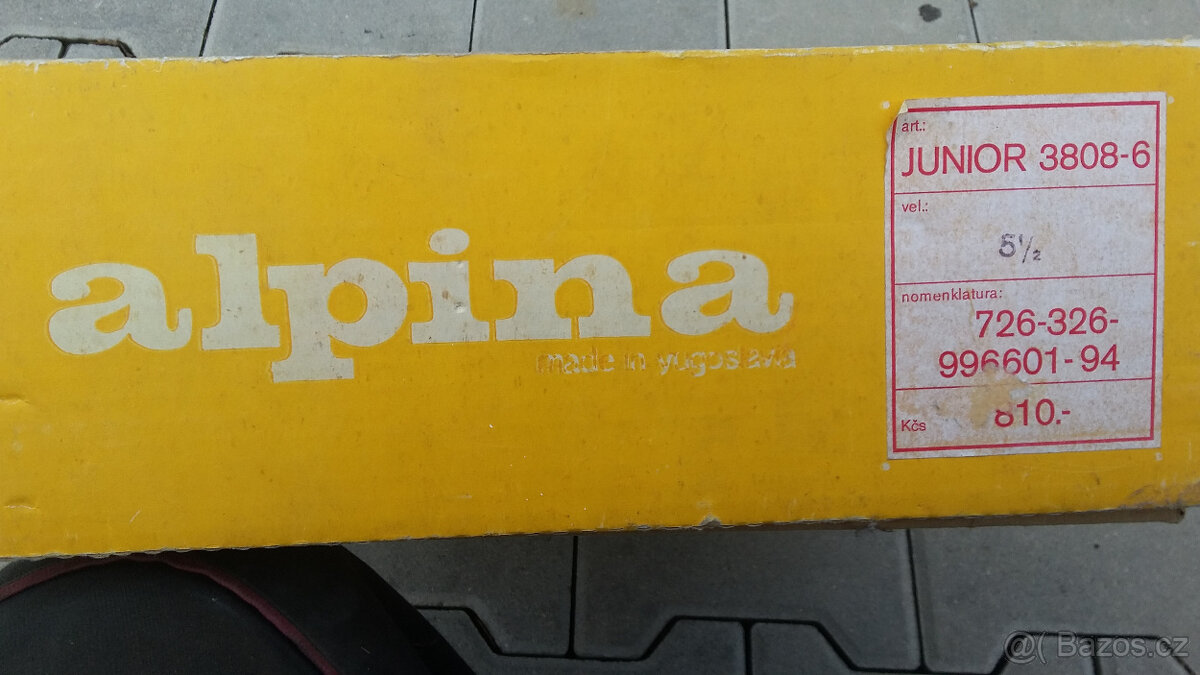 alpina
made in yugoslavia
art.:
JUNIOR 3808-6
vel.:
5½
nomenklatura:
726-326-
996601-94
Kčs 810.-
@( Bazos.cz